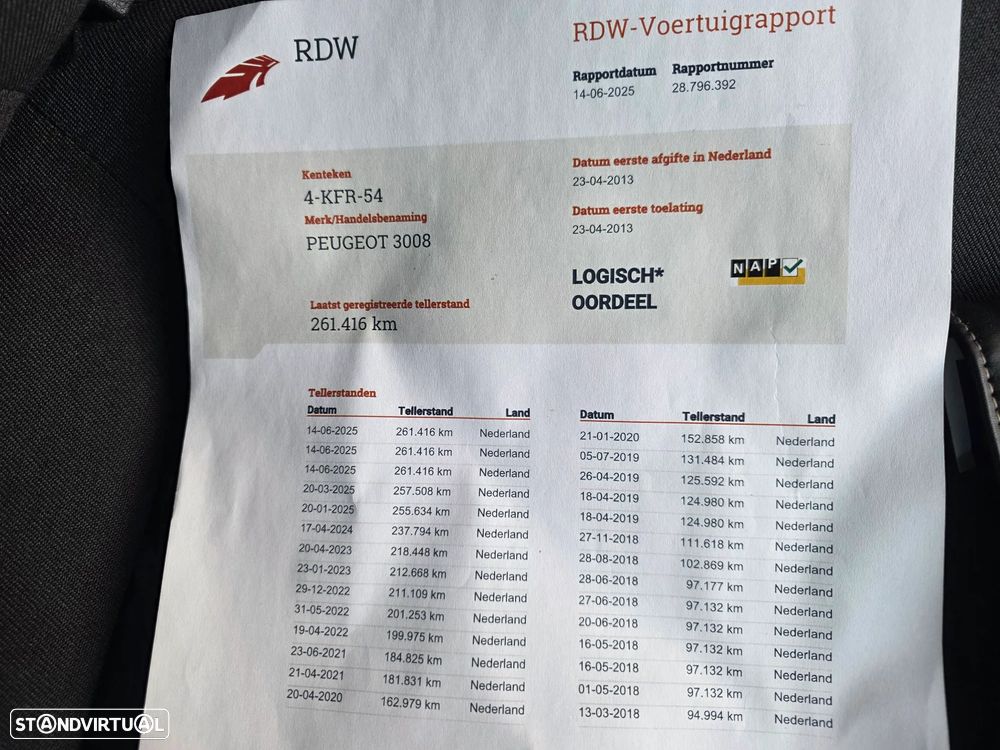 RDW
RDW-Voertuigrapport
Rapportdatum Rapportnummer
14-06-2025 28.796.392
Kenteken
4-KFR-54
Merk/Handelsbenaming
PEUGEOT 3008
Laatst geregistreerde tellerstand
261.416 km
Datum eerste afgifte in Nederland
23-04-2013
Datum eerste toelating
23-04-2013
LOGISCH*
OORDEEL
NAP
Tellerstanden
Datum Tellerstand Land
14-06-2025 261.416 km Nederland
14-06-2025 261.416 km Nederland
14-06-2025 261.416 km Nederland
20-03-2025 257.508 km Nederland
20-01-2025 255.634 km Nederland
17-04-2024 237.794 km Nederland
20-04-2023 218.448 km Nederland
23-01-2023 212.668 km Nederland
29-12-2022 211.109 km Nederland
31-05-2022 201.253 km Nederland
19-04-2022 199.975 km Nederland
23-06-2021 184.825 km Nederland
21-04-2021 181.831 km Nederland
20-04-2020 162.979 km Nederland
Datum Tellerstand Land
21-01-2020 152.858 km Nederland
05-07-2019 131.484 km Nederland
26-04-2019 125.592 km Nederland
18-04-2019 124.980 km Nederland
18-04-2019 124.980 km Nederland
27-11-2018 111.618 km Nederland
28-08-2018 102.869 km Nederland
28-06-2018 97.177 km Nederland
27-06-2018 97.132 km Nederland
20-06-2018 97.132 km Nederland
16-05-2018 97.132 km Nederland
16-05-2018 97.132 km Nederland
01-05-2018 97.132 km Nederland
13-03-2018 94.994 km Nederland
STANDVIRTUAL